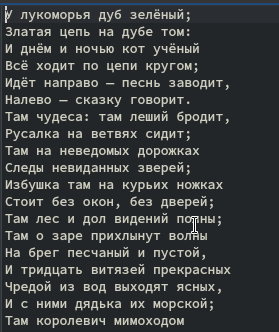 У лукоморья дуб зелёный;
Златая цепь на дубе том:
И днём и ночью кот учёный
Всё ходит по цепи кругом;
Идёт направо — песнь заводит,
Налево — сказку говорит.
Там чудеса: там леший бродит,
Русалка на ветвях сидит;
Там на неведомых дорожках
Следы невиданных зверей;
Избушка там на курьих ножках
Стоит без окон, без дверей;
Там лес и дол видений полны;
Там о заре прихлынут волны
На брег песчаный и пустой,
И тридцать витязей прекрасных
Чредой из вод выходят ясных,
И с ними дядька их морской;
Там королевич мимоходом